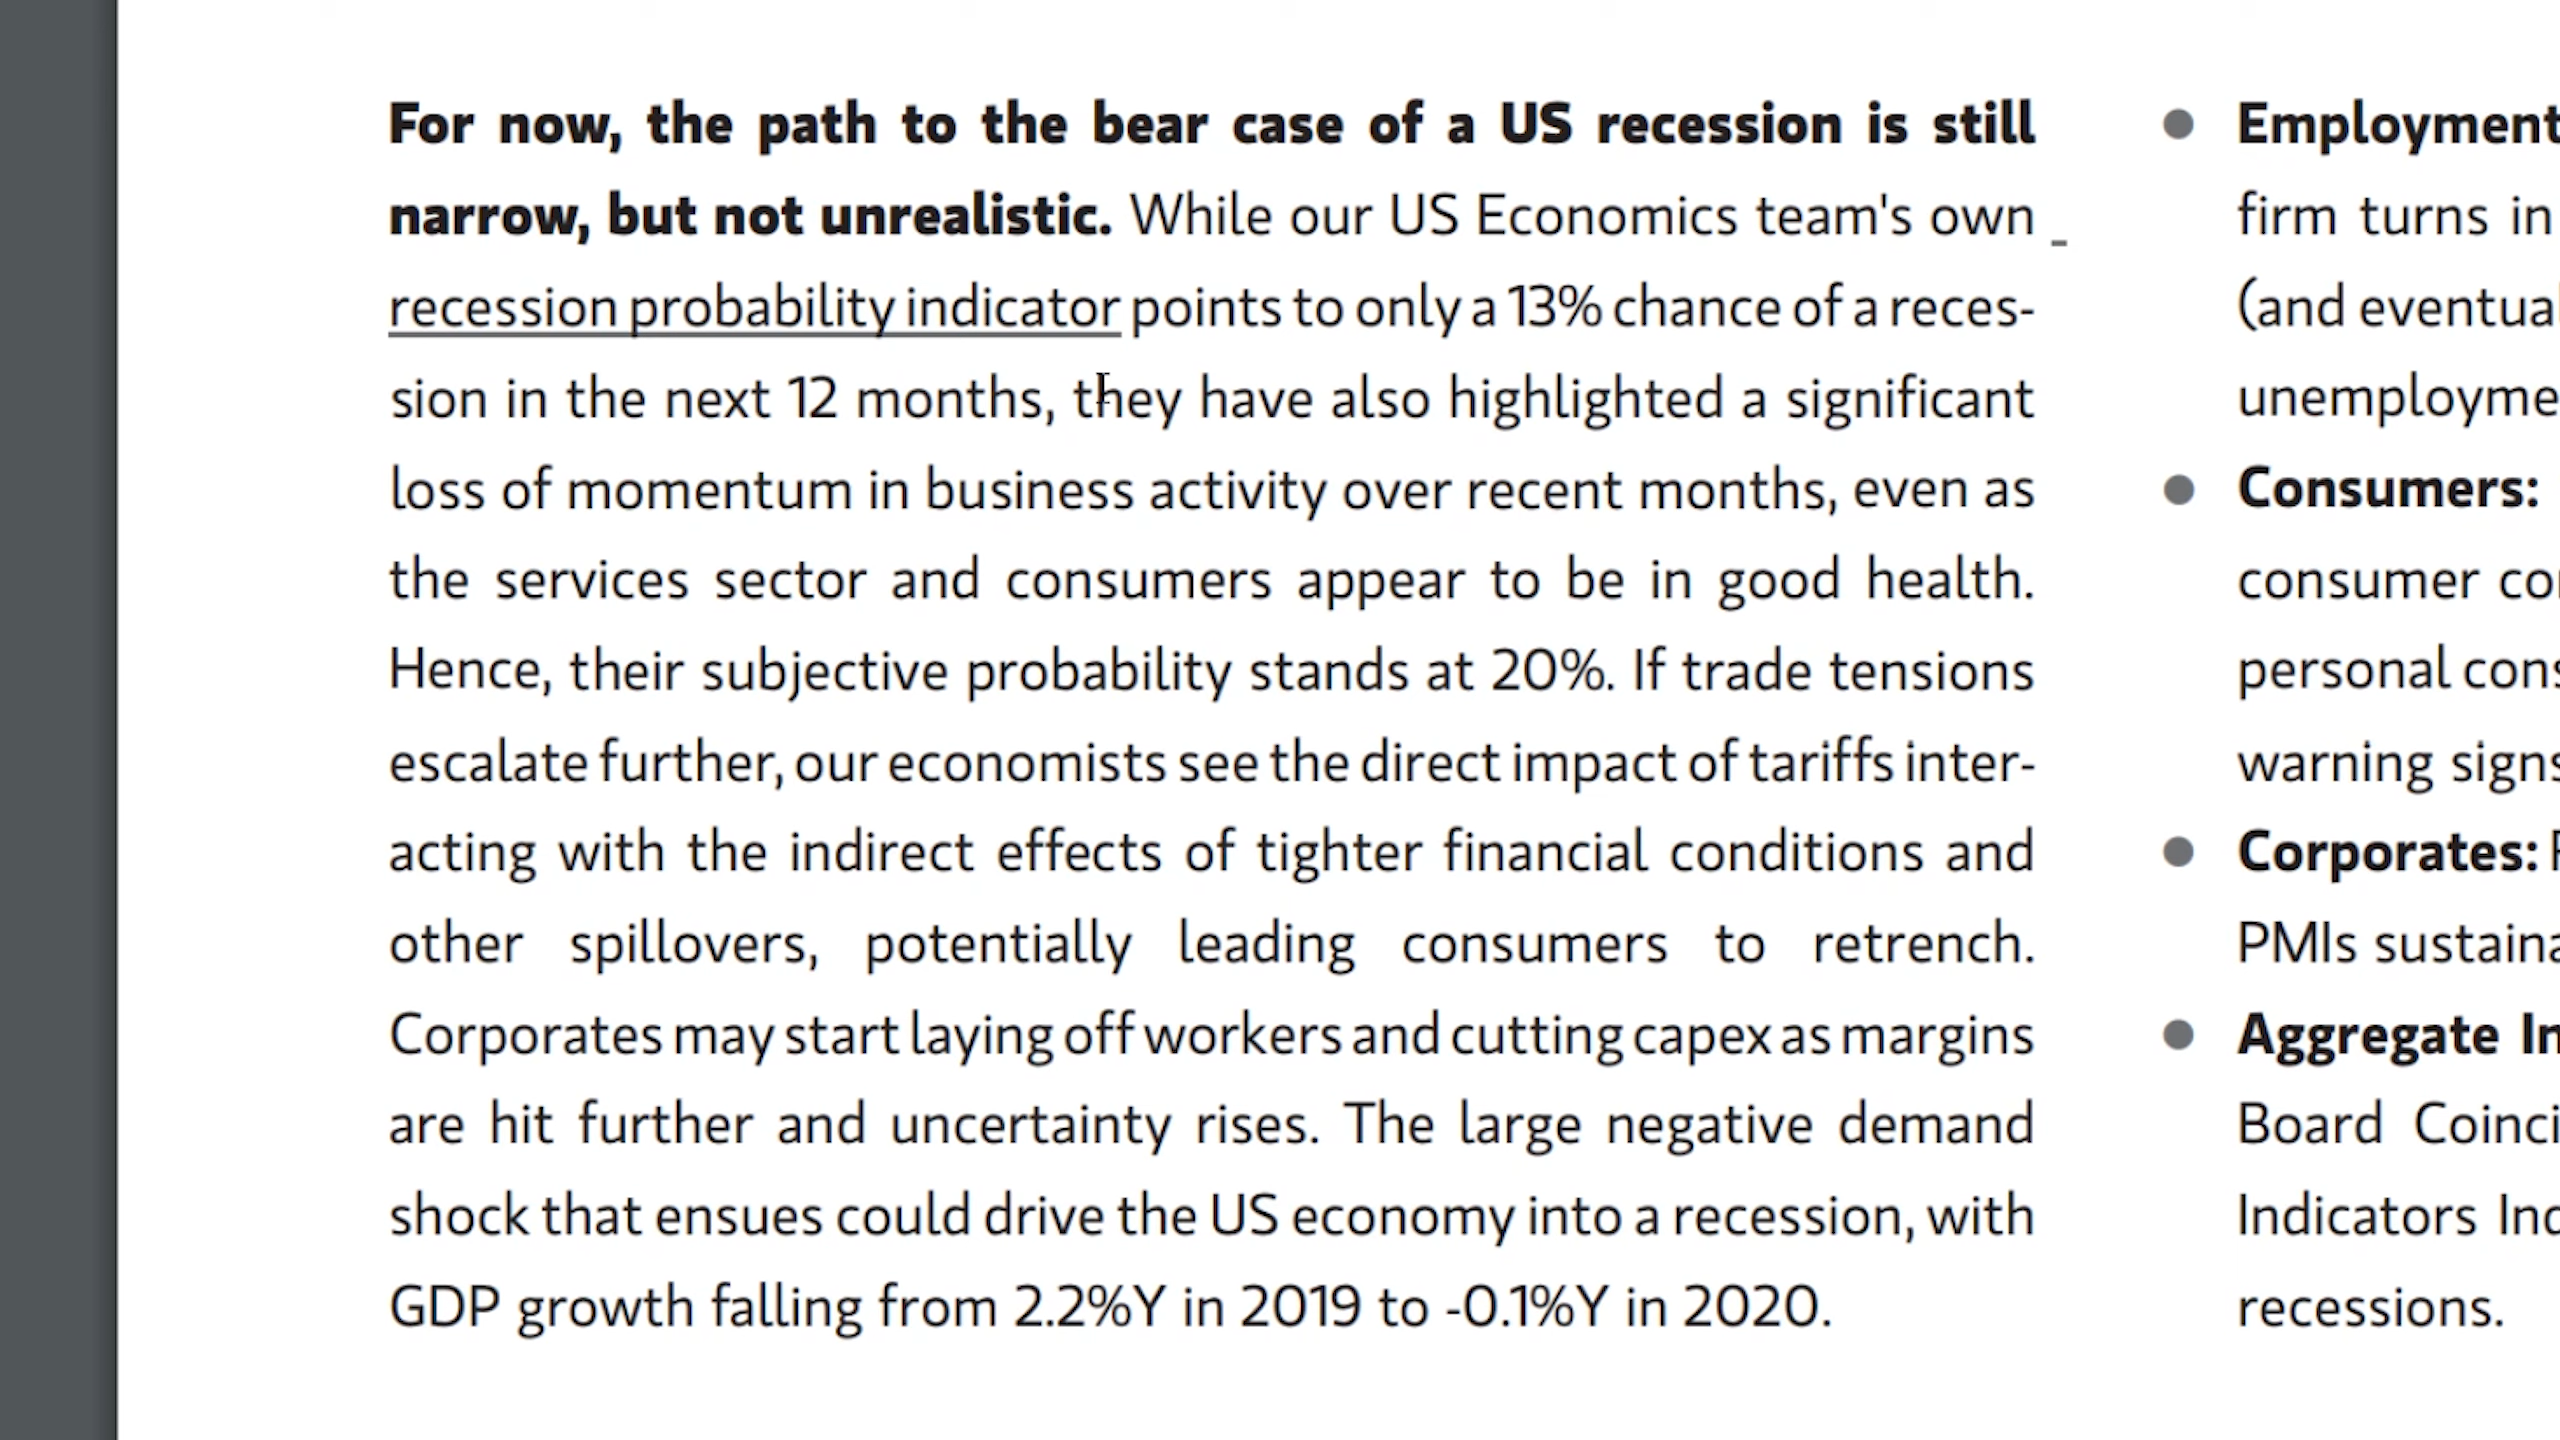 For now, the path to the bear case of a US recession is still
narrow, but not unrealistic. While our US Economics team's own
recession probability indicator points to only a 13% chance of a reces-
sion in the next 12 months, they have also highlighted a significant
loss of momentum in business activity over recent months, even as
the services sector and consumers appear to be in good health.
Hence, their subjective probability stands at 20%. If trade tensions
escalate further, our economists see the direct impact of tariffs inter-
acting with the indirect effects of tighter financial conditions and
other spillovers, potentially leading consumers to retrench.
Corporates may start laying off workers and cutting capex as margins
are hit further and uncertainty rises. The large negative demand
shock that ensues could drive the US economy into a recession, with
GDP growth falling from 2.2%Y in 2019 to -0.1%Y in 2020.
● Employment
firm turns in
(and eventual
unemployme
● Consumers:
consumer co
personal cons
warning signs
● Corporates:
PMIs sustaina
● Aggregate In
Board Coinci
Indicators Ind
recessions.